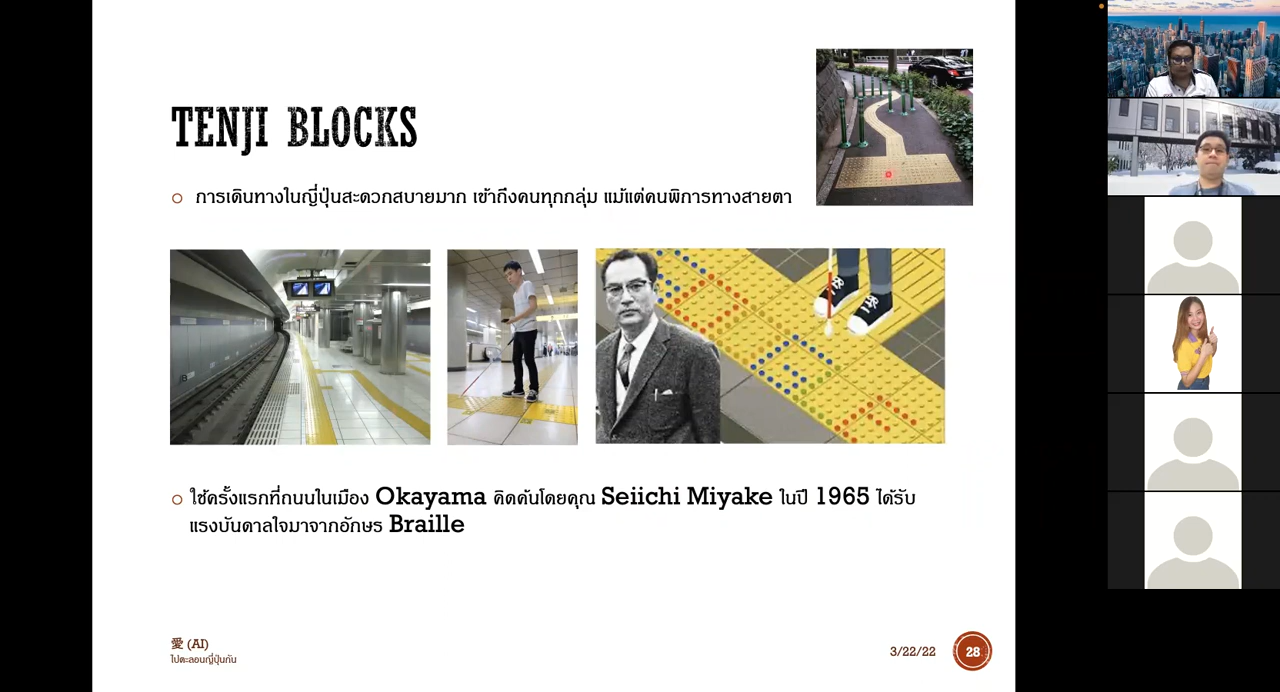 TENJI BLOCKS
การเดินทางในญี่ปุ่นสะดวกสบายมาก เข้าถึงคนทุกกลุ่ม แม้แต่คนพิการทางสายตา
ใช้ครั้งแรกที่ถนนในเมือง Okayama คิดค้นโดยคุณ Seiichi Miyake ในปี 1965 ได้รับ
แรงบันดาลใจมาจากอักษร Braille
愛 (AI)
ไปตะลอนญี่ปุ่นกัน
3/22/22
28